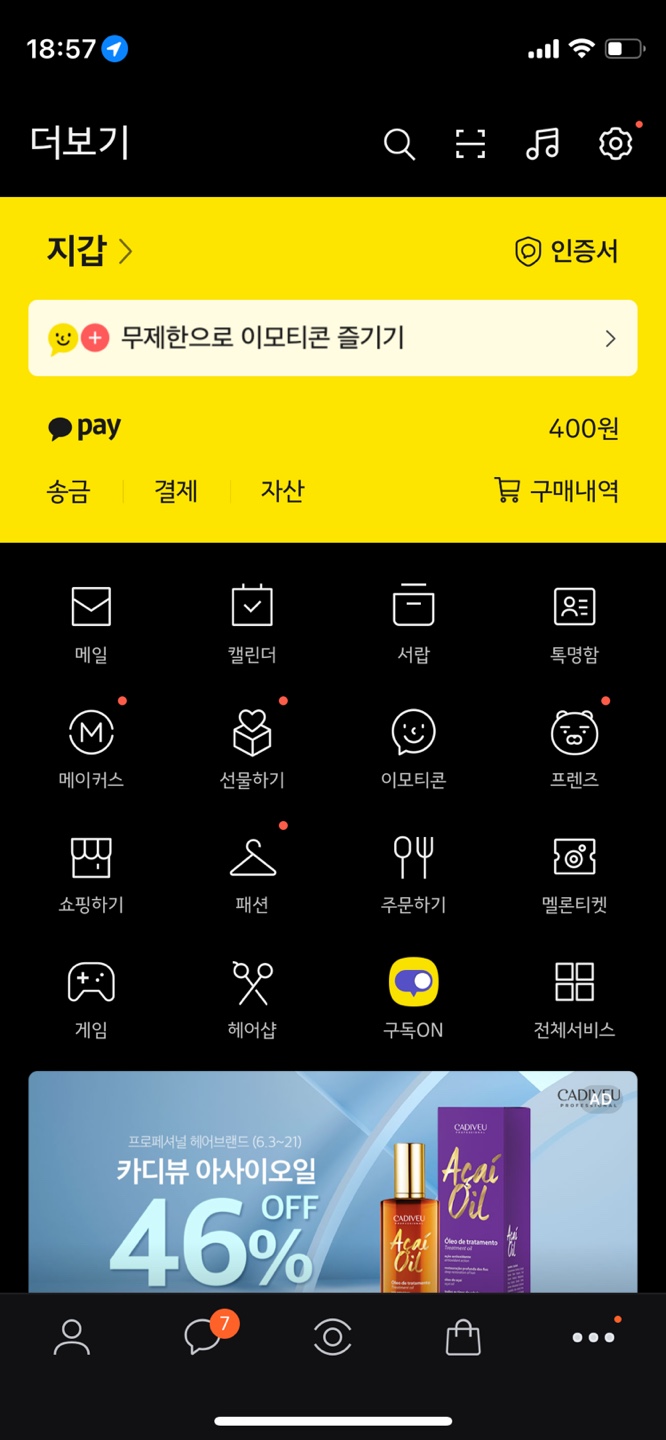 18:57
더보기
지갑
인증서
무제한으로 이모티콘 즐기기
pay
400원
송금 결제 자산 구매내역
메일 캘린더 서랍 톡명함
메이커스 선물하기 이모티콘 프렌즈
쇼핑하기 패션 주문하기 멜론티켓
게임 헤어샵 구독ON 전체서비스
CADIVEU
PROFESSIONAL
AD
프로페셔널 헤어브랜드 (6.3~21)
카디뷰 아사이오일
46% OFF
CADIVEU
Açaí
Oil
Óleo de tratamento
Treatment oil
CADIVEU
Açaí
Oil
Óleo de tratamento
Açaí Oil
7